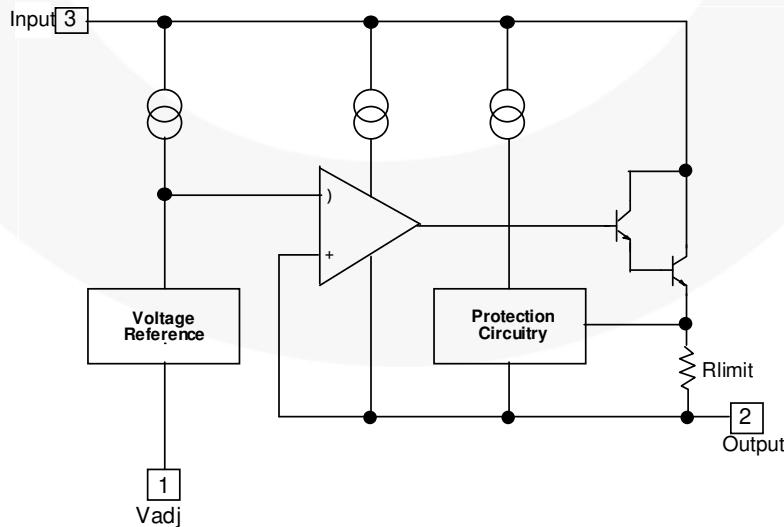 Input 3
)
+
Voltage
Reference
Protection
Circuitry
Rlimit
2
Output
1
Vadj